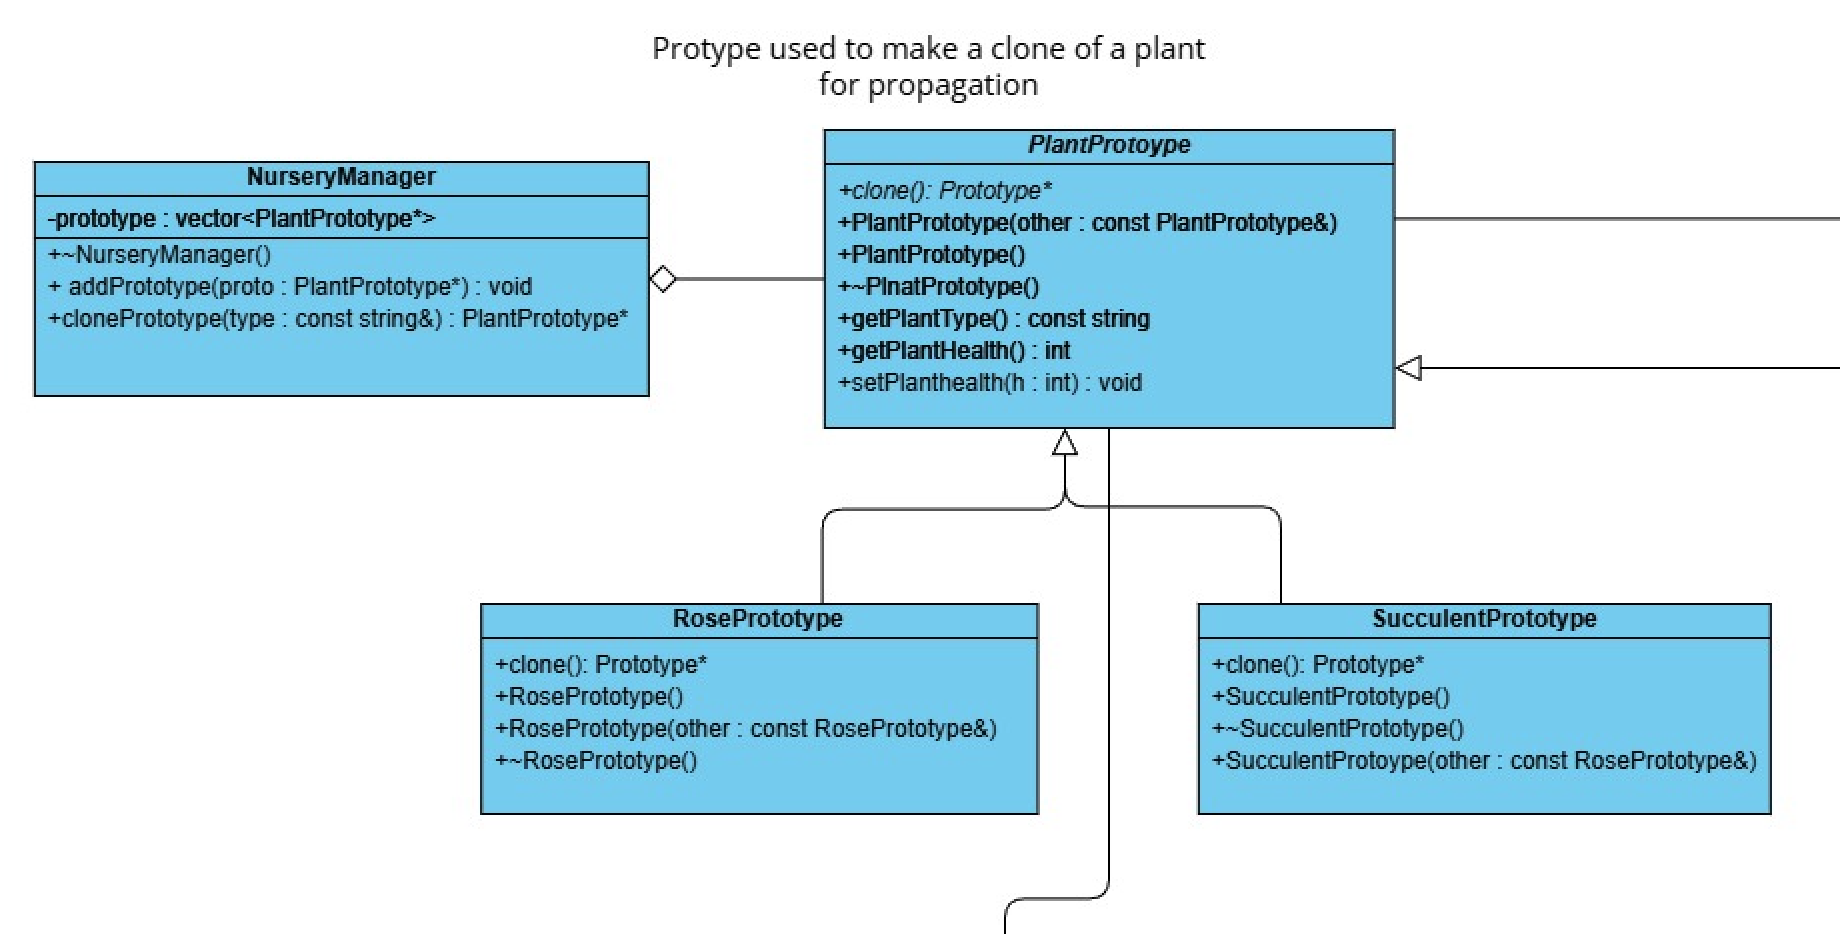 Protype used to make a clone of a plant
for propagation
NurseryManager
-prototype : vector<PlantPrototype*>
+~NurseryManager()
+ addPrototype(proto : PlantPrototype*) : void
+clonePrototype(type : const string&) : PlantPrototype*
PlantProtoype
+clone(): Prototype*
+PlantPrototype(other : const PlantPrototype&)
+PlantPrototype()
+~PlnatPrototype()
+getPlantType() : const string
+getPlantHealth() : int
+setPlanthealth(h : int) : void
RosePrototype
+clone(): Prototype*
+RosePrototype()
+RosePrototype(other : const RosePrototype&)
+~RosePrototype()
SucculentPrototype
+clone(): Prototype*
+SucculentPrototype()
+~SucculentPrototype()
+SucculentProtoype(other : const RosePrototype&)